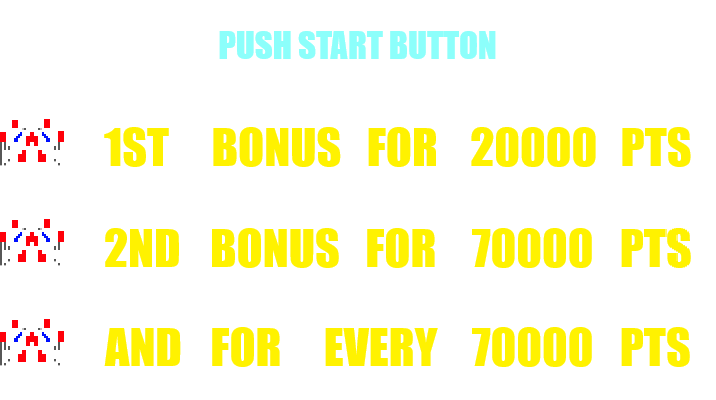 PUSH START BUTTON
1ST BONUS FOR 20000 PTS
2ND BONUS FOR 70000 PTS
AND FOR EVERY 70000 PTS